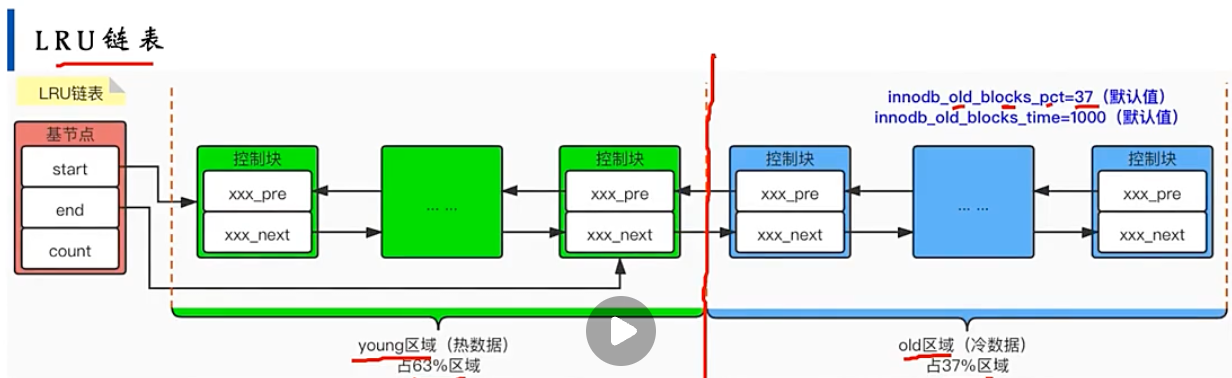 LRU链表
LRU链表
innodb_old_blocks_pct=37（默认值）
innodb_old_blocks_time=1000（默认值）
基节点
start
end
count
控制块
xxx_pre
xxx_next
... ...
控制块
xxx_pre
xxx_next
控制块
xxx_pre
xxx_next
... ...
控制块
xxx_pre
xxx_next
young区域（热数据）
占63%区域
old区域（冷数据）
占37%区域